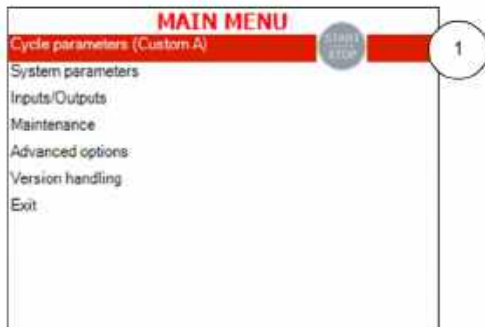 MAIN MENU
Cycle parameters (Custom A)
START
STOP
1
System parameters
Inputs/Outputs
Maintenance
Advanced options
Version handling
Exit